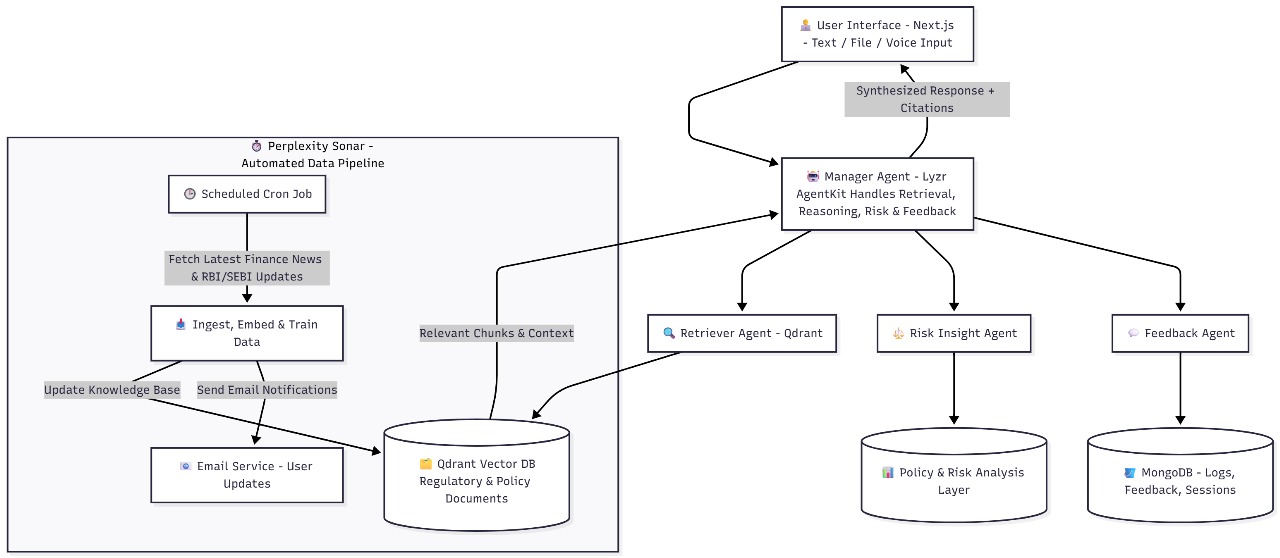 User Interface - Next.js
- Text / File / Voice Input
Synthesized Response +
Citations
Perplexity Sonar -
Automated Data Pipeline
Scheduled Cron Job
Manager Agent - Lyzr
AgentKit Handles Retrieval,
Reasoning, Risk & Feedback
Fetch Latest Finance News
& RBI/SEBI Updates
Ingest, Embed & Train
Data
Relevant Chunks & Context
Retriever Agent - Qdrant
Risk Insight Agent
Feedback Agent
Update Knowledge Base
Send Email Notifications
Email Service - User
Updates
Qdrant Vector DB
Regulatory & Policy
Documents
Policy & Risk Analysis
Layer
MongoDB - Logs,
Feedback, Sessions